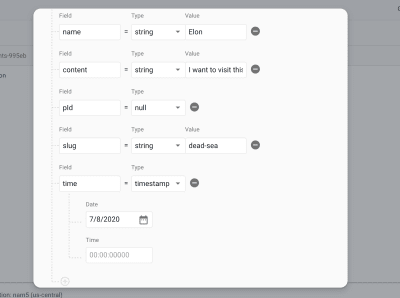 Field Type Value
name = string Elon
Field Type Value
content = string I want to visit this
Field Type
pId = null
Field Type Value
slug = string dead-sea
Field Type
time = timestamp
Date
7/8/2020
Time
00:00:00000
nts-995eb
on
tion: nam5 (us-central)